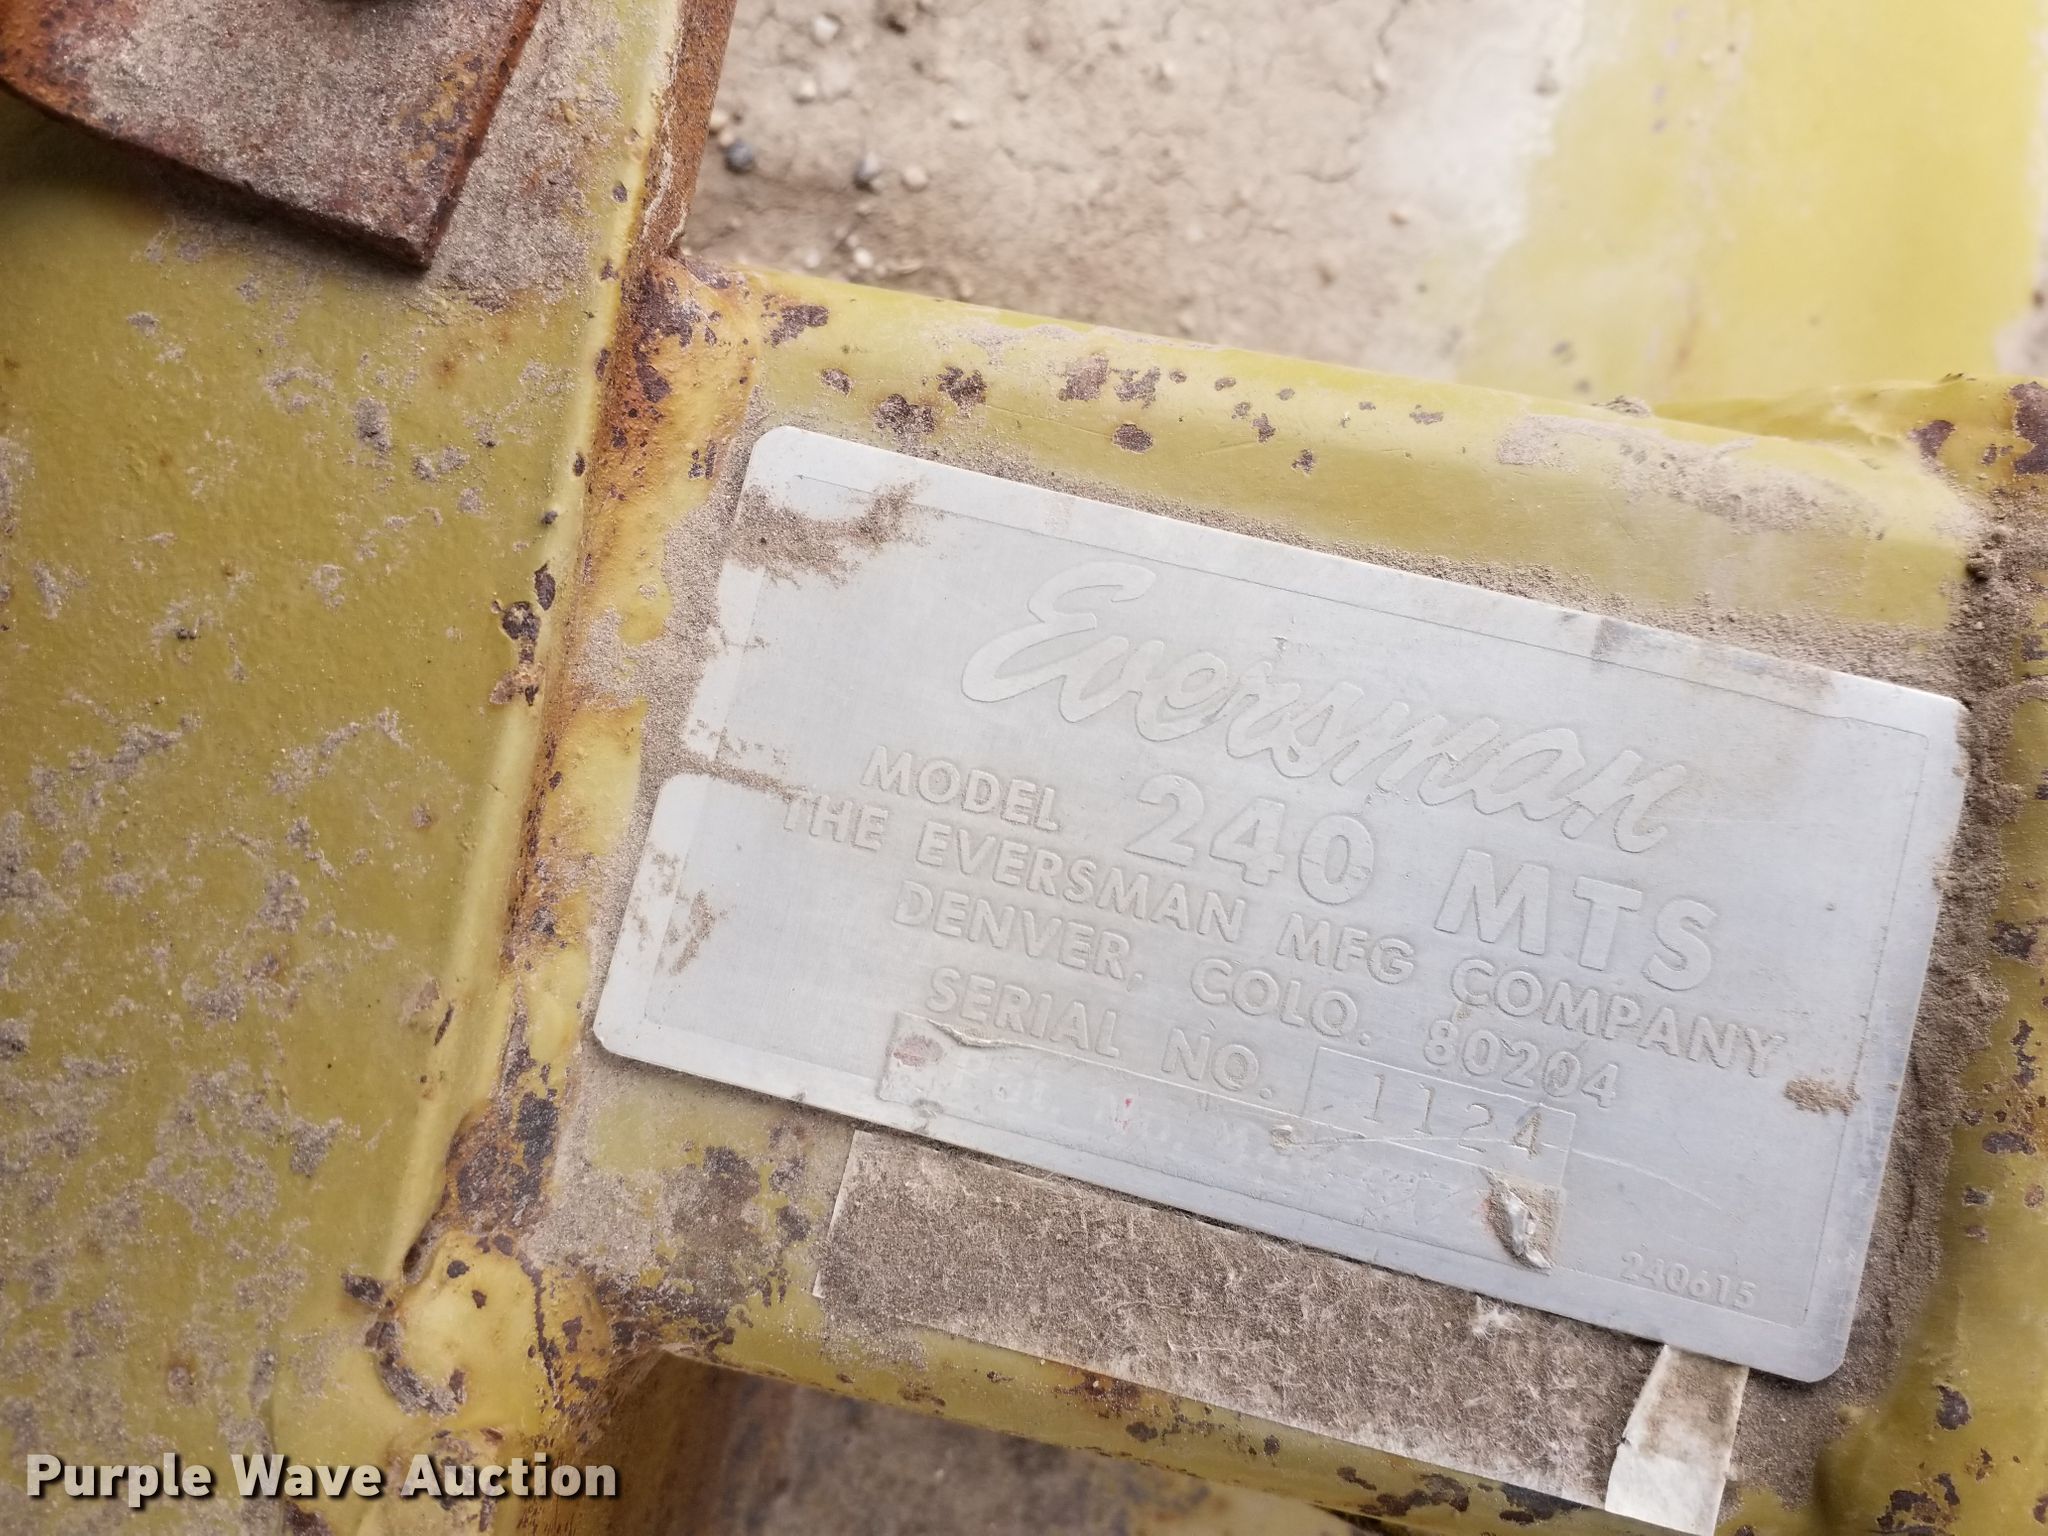 Eversman
MODEL 240 MTS
THE EVERSMAN MFG COMPANY
DENVER, COLO. 80204
SERIAL NO. 1124
240615
Purple Wave Auction